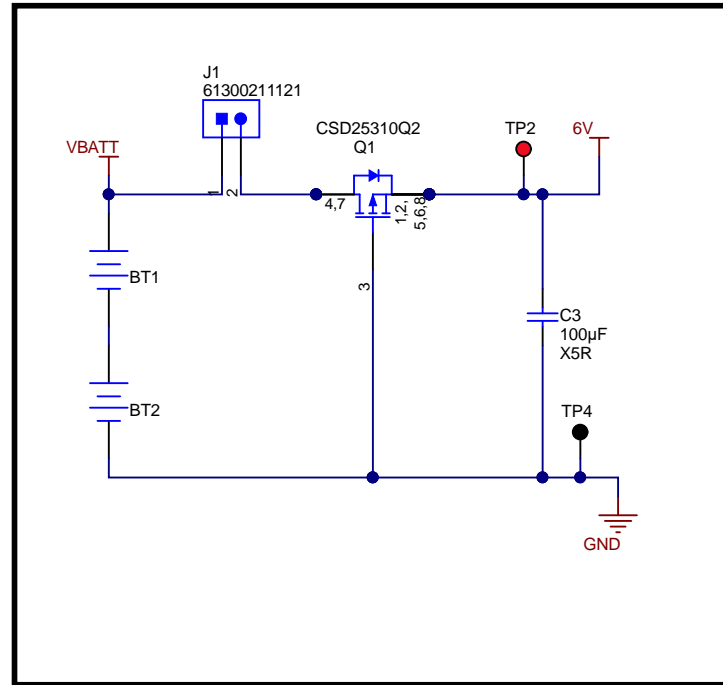 J1
61300211121
CSD25310Q2
Q1
TP2
6V
VBATT
1
2
4,7
1,2,
5,6,8
3
BT1
C3
100µF
X5R
BT2
TP4
GND